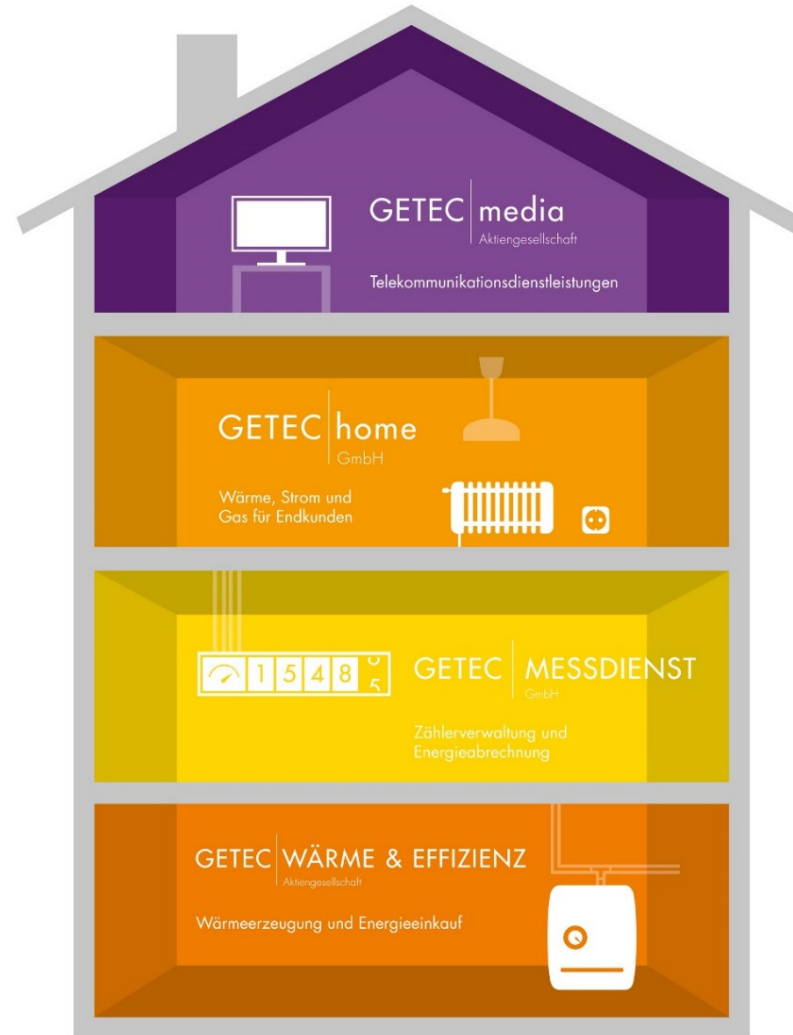 GETEC media
Aktiengesellschaft
Telekommunikationsdienstleistungen
GETEC home
GmbH
Wärme, Strom und
Gas für Endkunden
1548
GETEC MESSDIENST
GmbH
Zählerverwaltung und
Energieabrechnung
GETEC WÄRME & EFFIZIENZ
Aktiengesellschaft
Wärmeerzeugung und Energieeinkauf